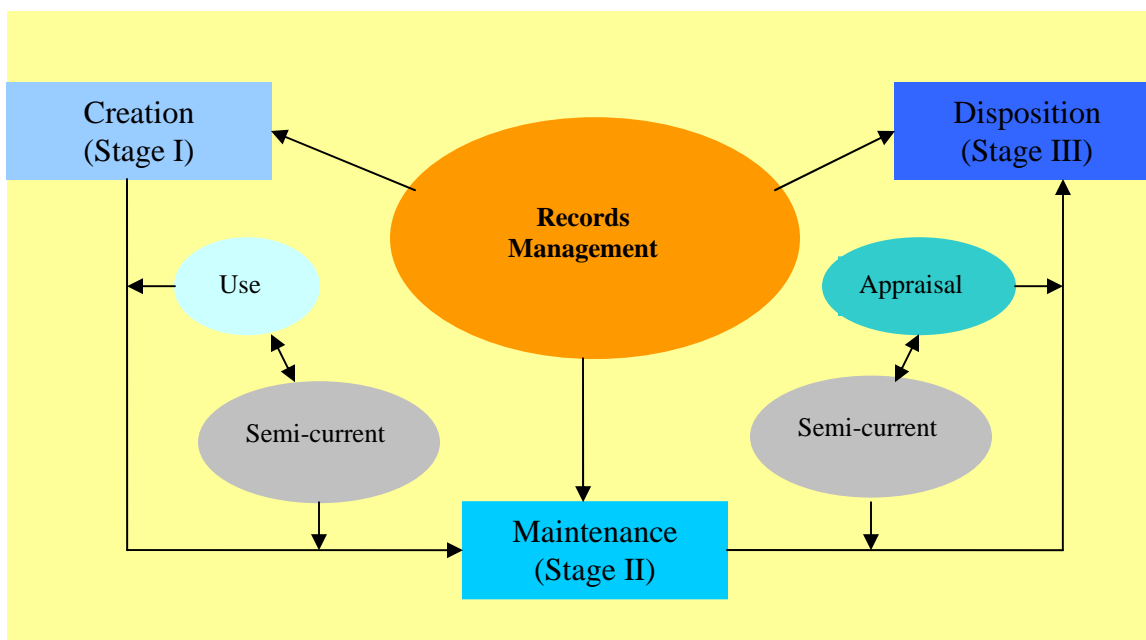 Creation
(Stage I)
Disposition
(Stage III)
Records
Management
Use
Appraisal
Semi-current
Semi-current
Maintenance
(Stage II)